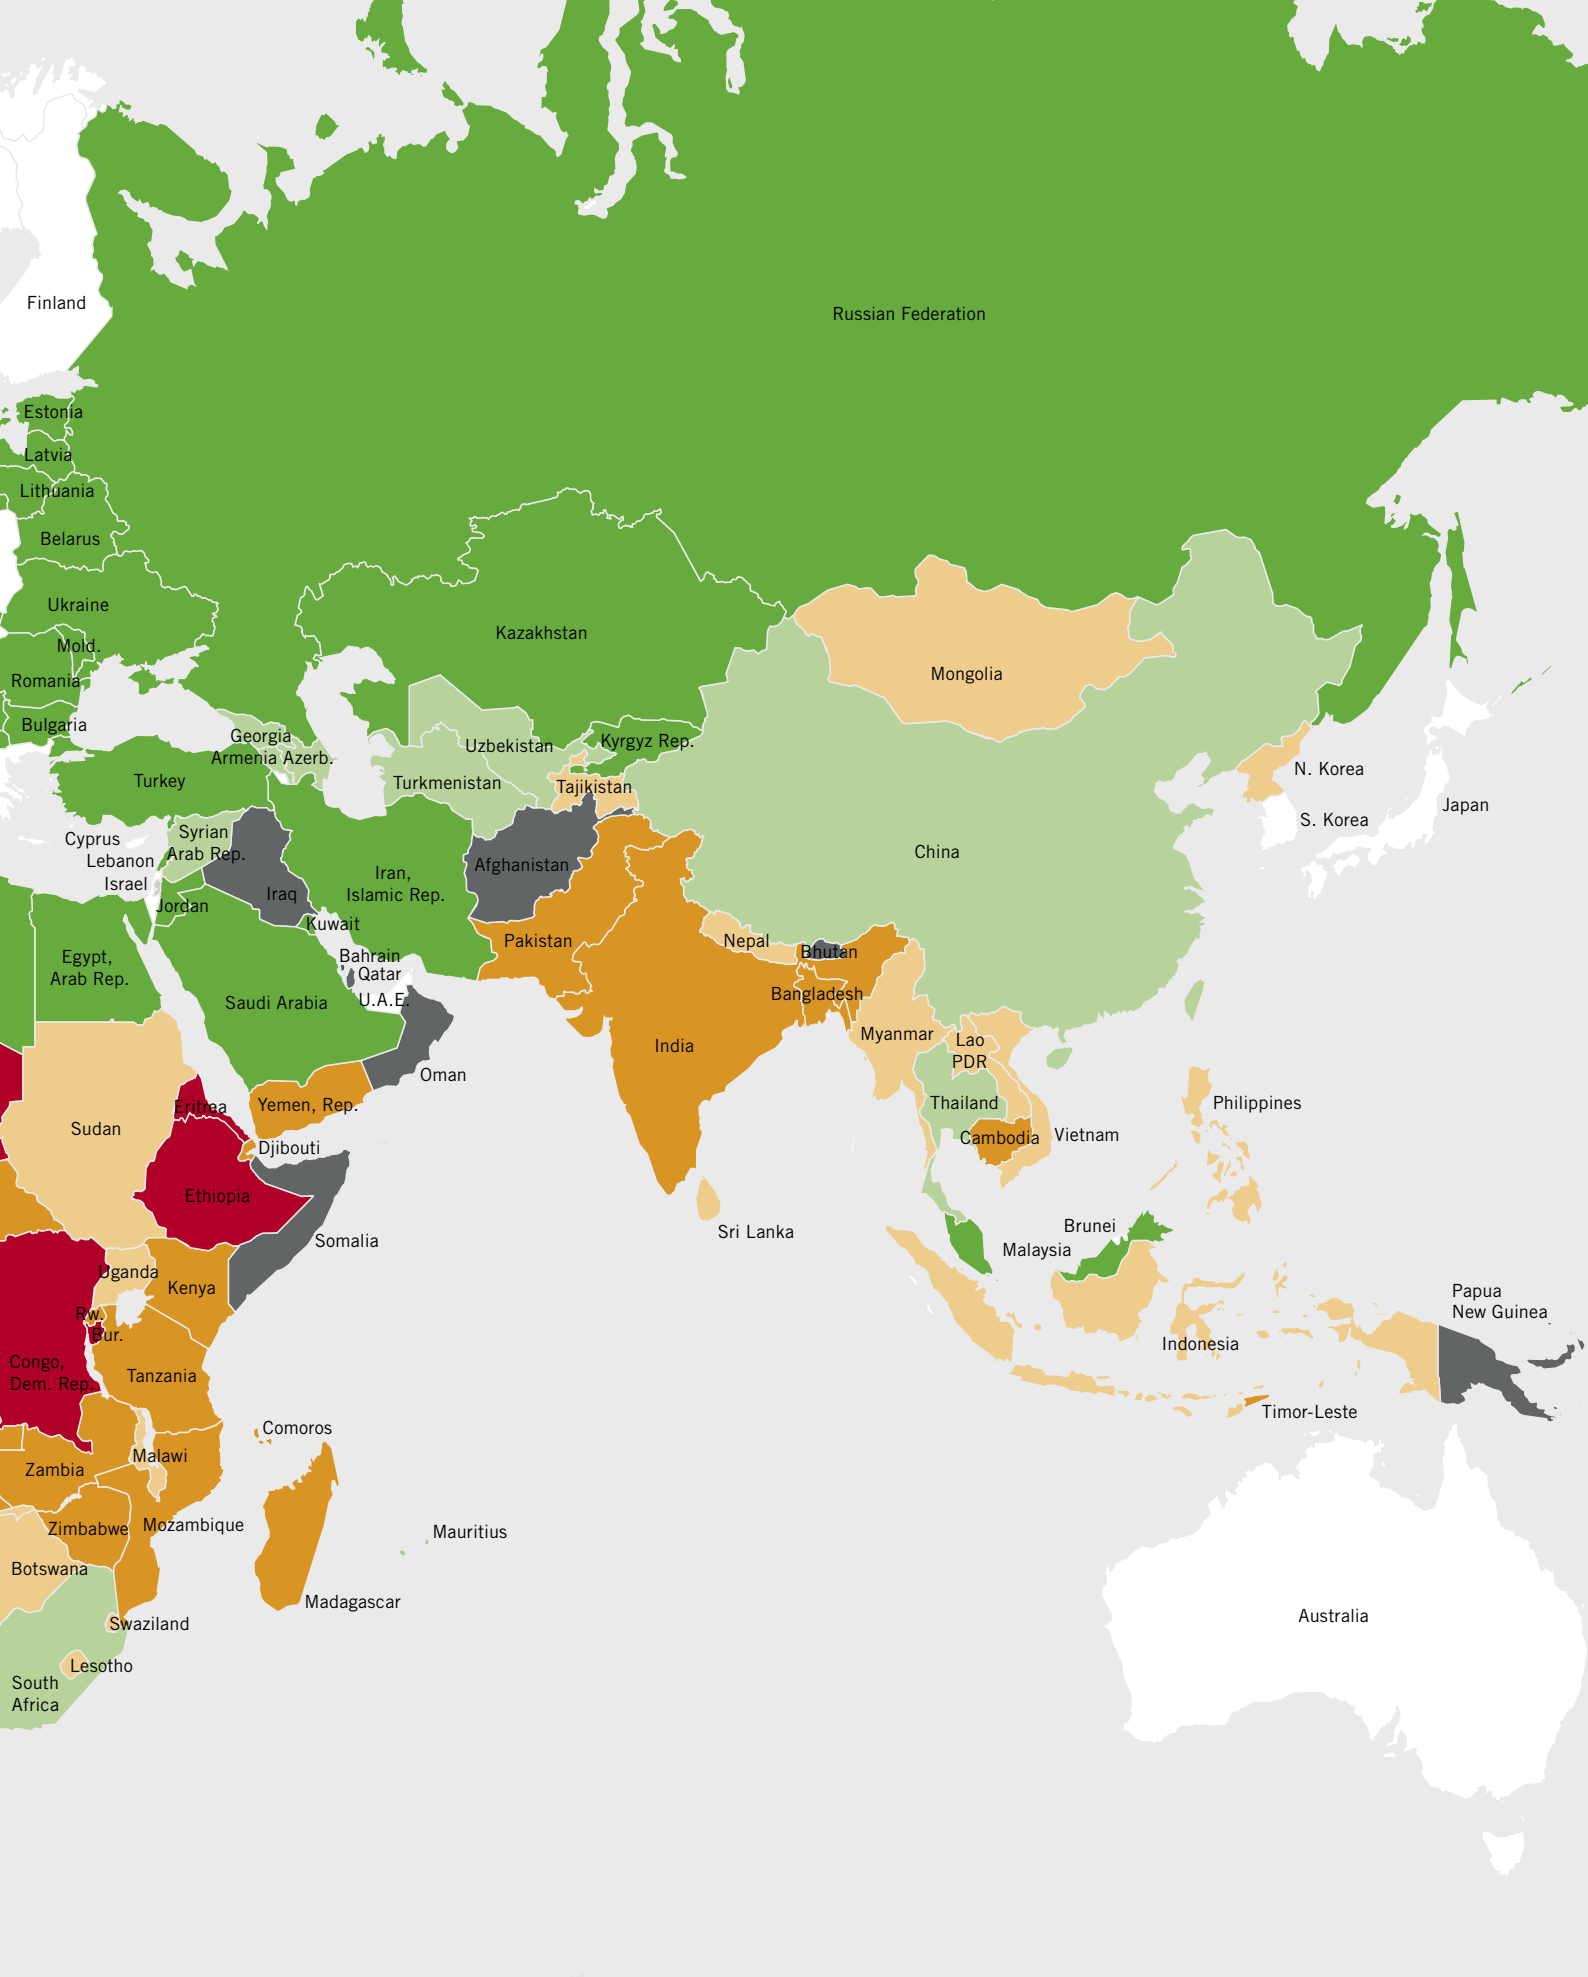 Finland
Russian Federation
Estonia
Latvia
Lithuania
Belarus
Ukraine
Kazakhstan
Mold.
Mongolia
Romania
Bulgaria
Georgia
Kyrgyz Rep.
Uzbekistan
Armenia Azerb.
N. Korea
Turkey
Turkmenistan
Tajikistan
Japan
S. Korea
Cyprus
Syrian
Arab Rep.
China
Lebanon
Afghanistan
Iran,
Islamic Rep.
Israel
Iraq
Jordan
Kuwait
Pakistan
Nepal
Bhutan
Egypt,
Arab Rep.
Bahrain
Qatar
Bangladesh
U.A.E.
Saudi Arabia
Myanmar
Lao
PDR
India
Oman
Eritrea
Yemen, Rep.
Thailand
Philippines
Sudan
Cambodia
Vietnam
Djibouti
Ethiopia
Brunei
Sri Lanka
Somalia
Malaysia
Uganda
Kenya
Papua
New Guinea
Rw.
Bur.
Indonesia
Congo,
Dem. Rep.
Tanzania
Timor-Leste
Comoros
Malawi
Zambia
Zimbabwe
Mozambique
Mauritius
Botswana
Madagascar
Australia
Swaziland
Lesotho
South
Africa